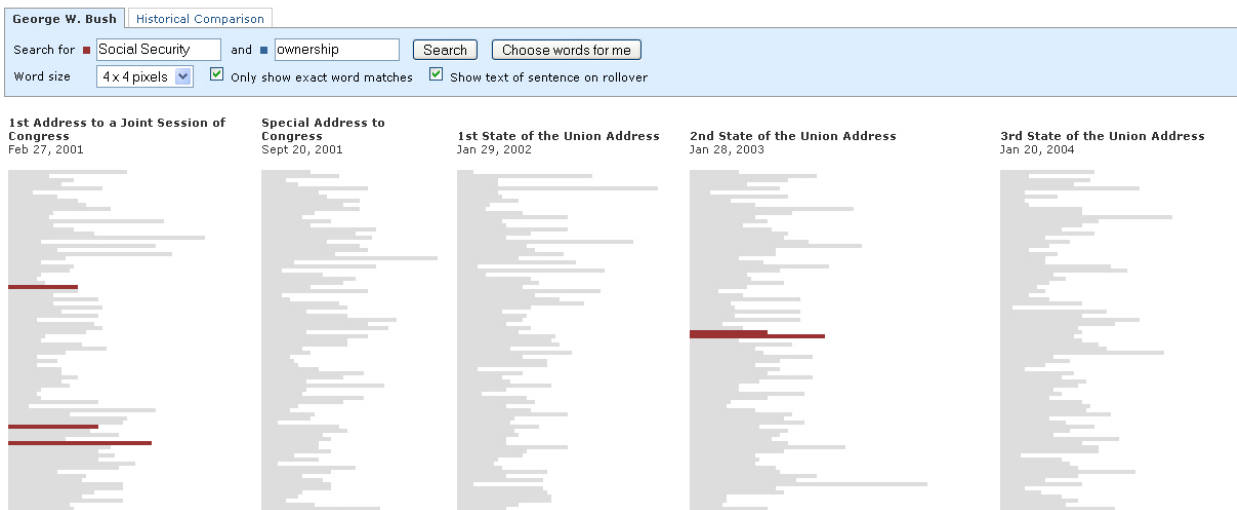 George W. Bush Historical Comparison
Search for Social Security and ownership Search Choose words for me
Word size 4 x 4 pixels Only show exact word matches Show text of sentence on rollover
1st Address to a Joint Session of
Congress
Feb 27, 2001
Special Address to
Congress
Sept 20, 2001
1st State of the Union Address
Jan 29, 2002
2nd State of the Union Address
Jan 28, 2003
3rd State of the Union Address
Jan 20, 2004